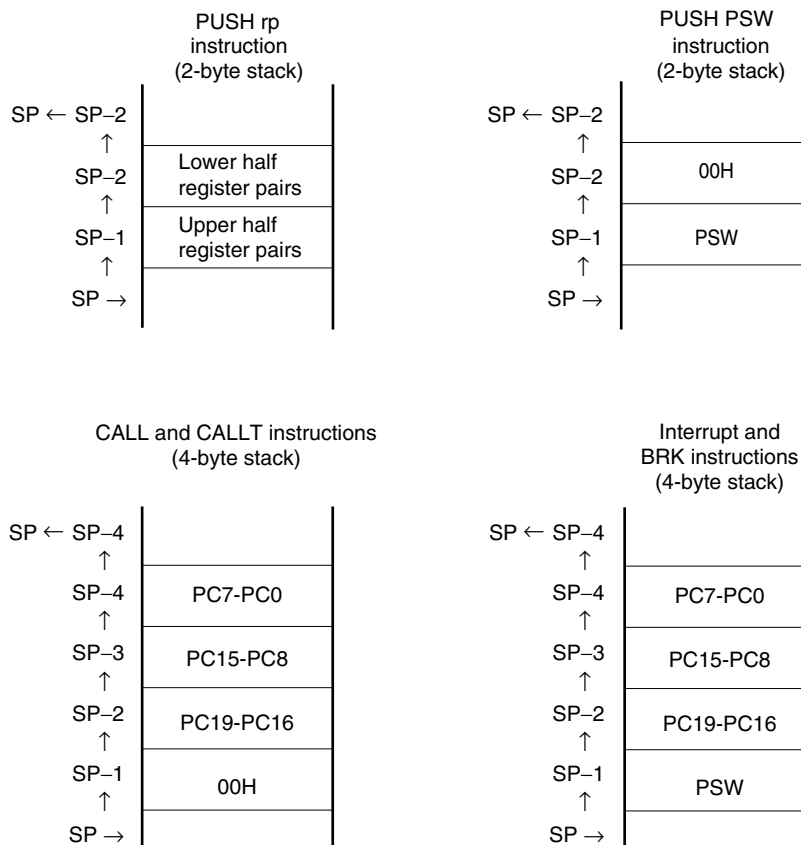 PUSH rp
instruction
(2-byte stack)
SP ← SP–2
↑
SP–2
↑
SP–1
↑
SP →
Lower half
register pairs
Upper half
register pairs
PUSH PSW
instruction
(2-byte stack)
SP ← SP–2
↑
SP–2
↑
SP–1
↑
SP →
00H
PSW
CALL and CALLT instructions
(4-byte stack)
SP ← SP–4
↑
SP–4
↑
SP–3
↑
SP–2
↑
SP–1
↑
SP →
PC7-PC0
PC15-PC8
PC19-PC16
00H
Interrupt and
BRK instructions
(4-byte stack)
SP ← SP–4
↑
SP–4
↑
SP–3
↑
SP–2
↑
SP–1
↑
SP →
PC7-PC0
PC15-PC8
PC19-PC16
PSW